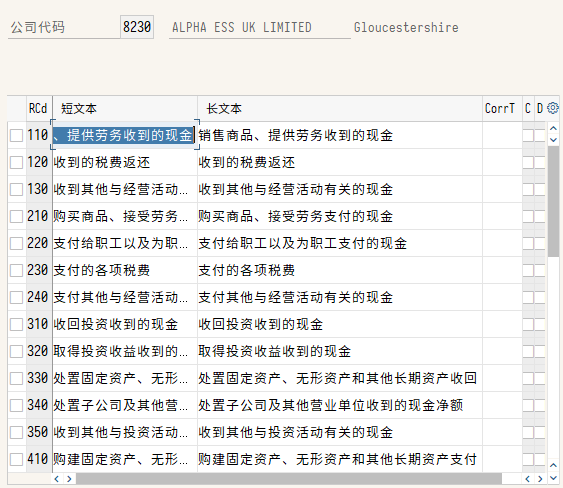 公司代码 8230 ALPHA ESS UK LIMITED Gloucestershire
RCd 短文本 长文本 CorrT C D
110 、提供劳务收到的现金 销售商品、提供劳务收到的现金
120 收到的税费返还 收到的税费返还
130 收到其他与经营活动... 收到其他与经营活动有关的现金
210 购买商品、接受劳务... 购买商品、接受劳务支付的现金
220 支付给职工以及为职... 支付给职工以及为职工支付的现金
230 支付的各项税费 支付的各项税费
240 支付其他与经营活动... 支付其他与经营活动有关的现金
310 收回投资收到的现金 收回投资收到的现金
320 取得投资收益收到的... 取得投资收益收到的现金
330 处置固定资产、无形... 处置固定资产、无形资产和其他长期资产收回
340 处置子公司及其他营... 处置子公司及其他营业单位收到的现金净额
350 收到其他与投资活动... 收到其他与投资活动有关的现金
410 购建固定资产、无形... 购建固定资产、无形资产和其他长期资产支付